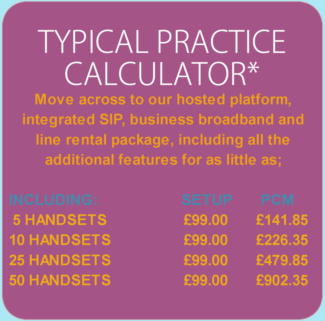 TYPICAL PRACTICE
CALCULATOR*
Move across to our hosted platform,
integrated SIP, business broadband and
line rental package, including all the
additional features for as little as;
INCLUDING: SETUP PCM
5 HANDSETS £99.00 £141.85
10 HANDSETS £99.00 £226.35
25 HANDSETS £99.00 £479.85
50 HANDSETS £99.00 £902.35